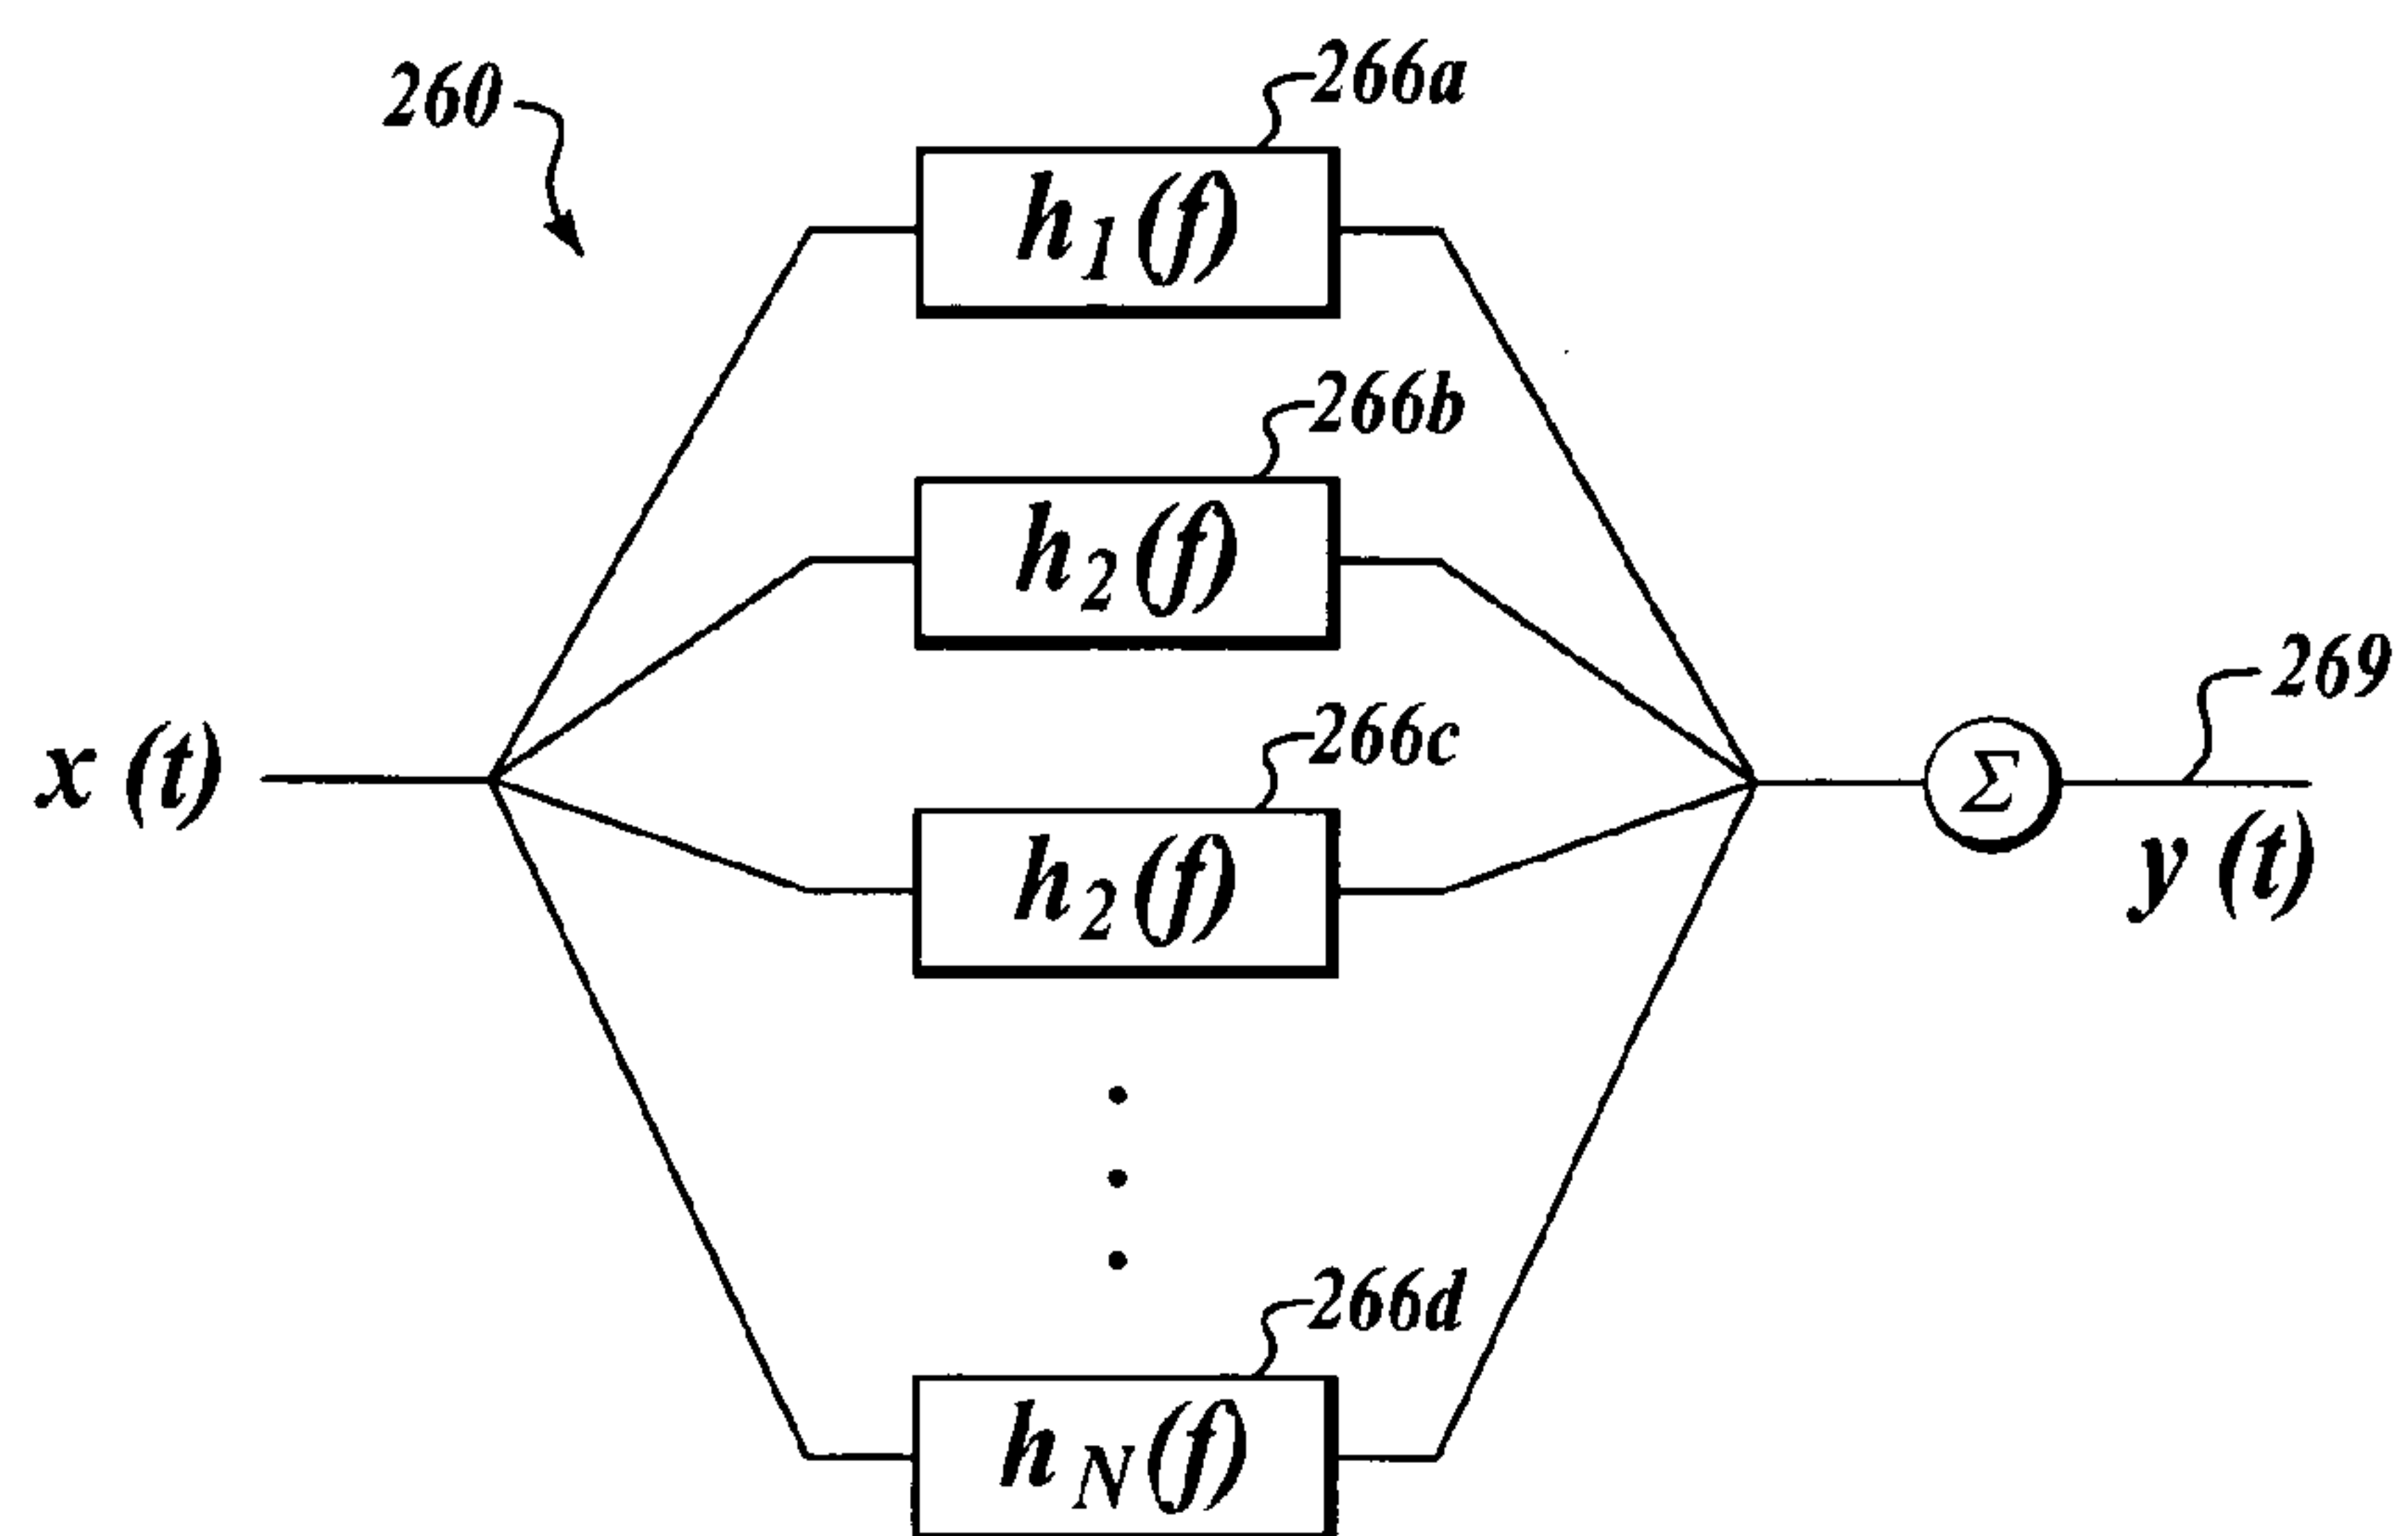 260
266a
h1(f)
266b
h2(f)
266c
h2(f)
x (t)
Σ
269
y (t)
266d
hN(f)